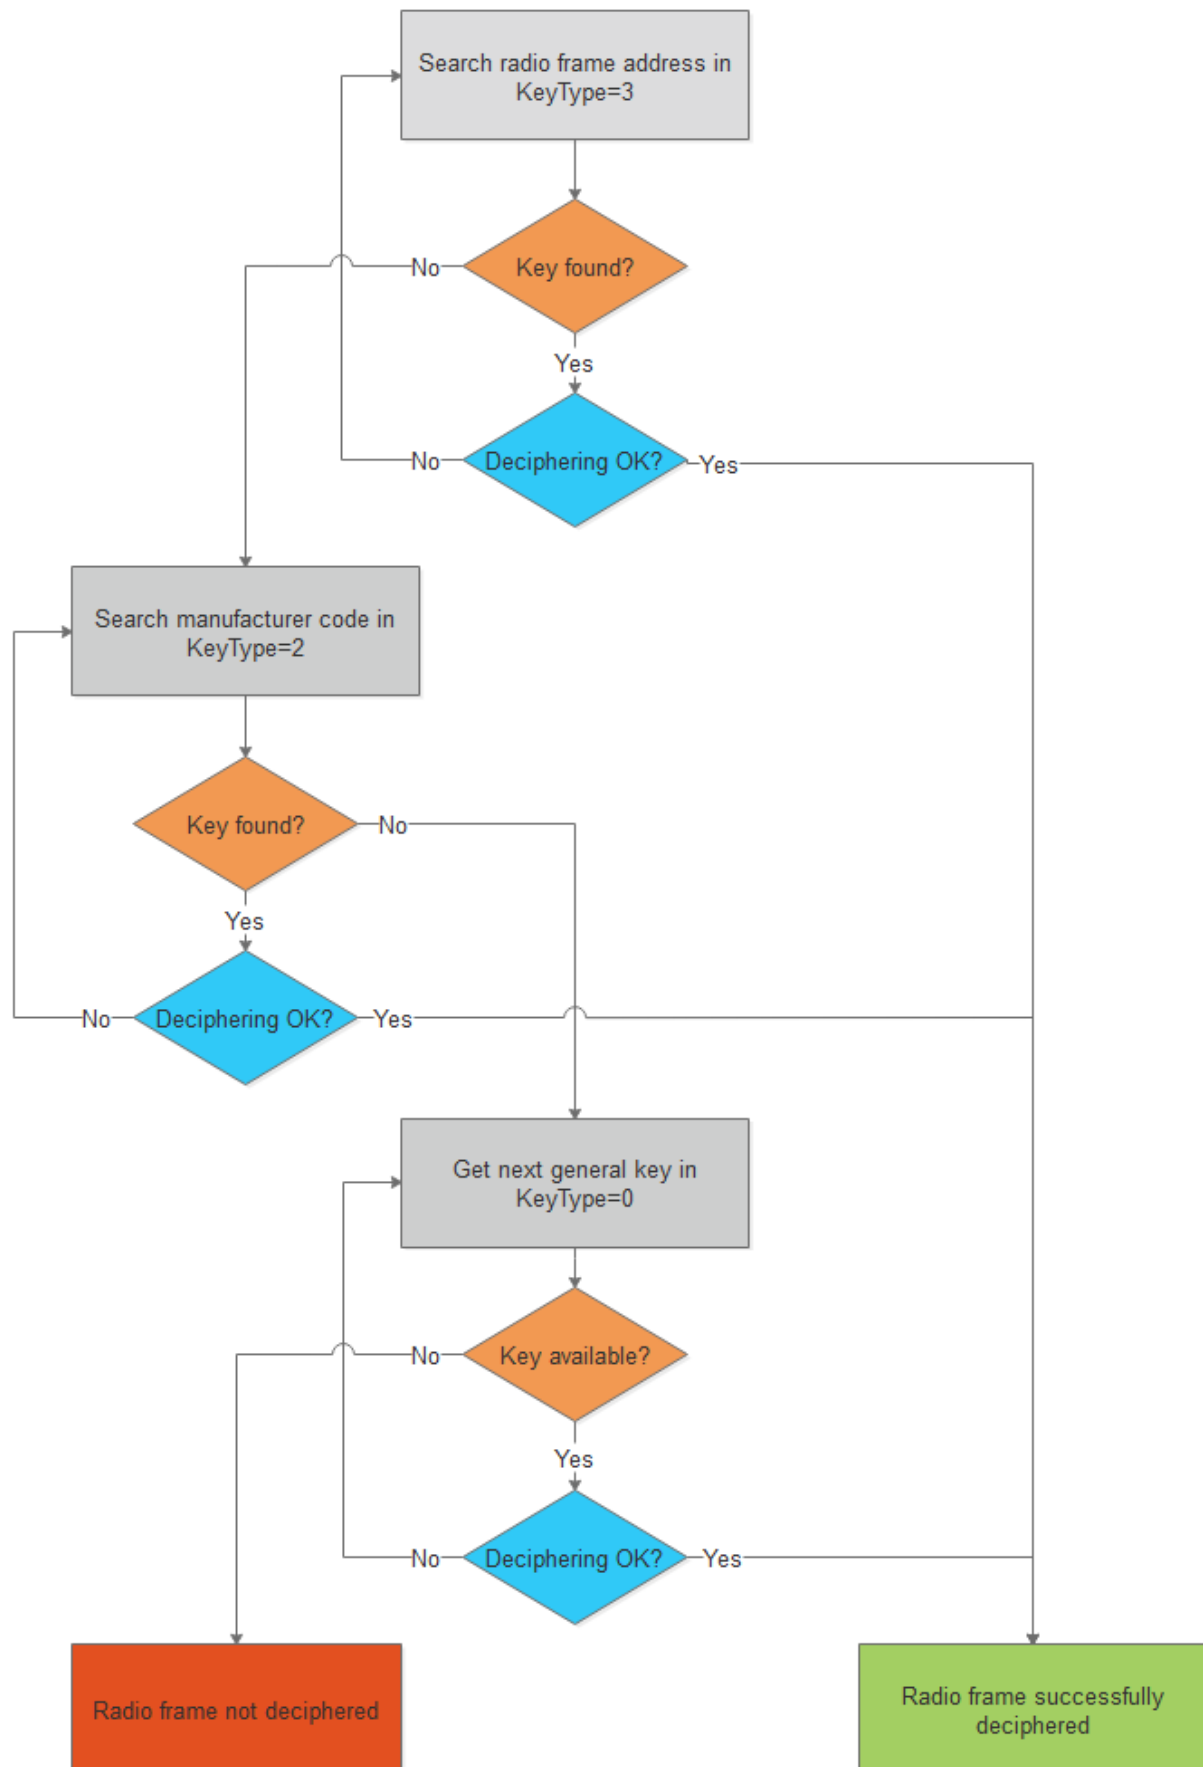 Search radio frame address in
KeyType=3
No
Key found?
Yes
No
Deciphering OK?
Yes
Search manufacturer code in
KeyType=2
Key found?
No
Yes
No
Deciphering OK?
Yes
Get next general key in
KeyType=0
No
Key available?
Yes
No
Deciphering OK?
Yes
Radio frame not deciphered
Radio frame successfully
deciphered